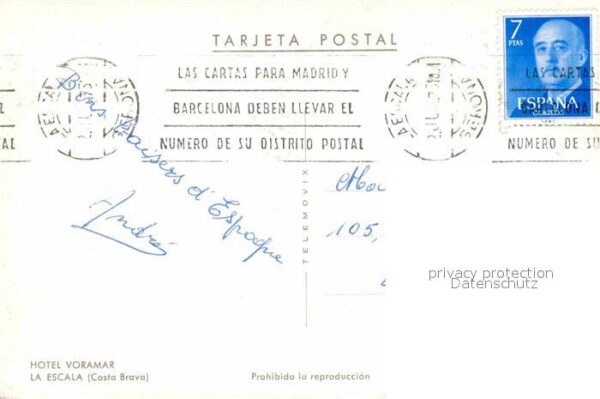 TARJETA POSTAL
7
PTAS
LAS CARTAS PARA MADRID Y
BARCELONA DEBEN LLEVAR EL
NUMERO DE SU DISTRITO POSTAL
LAS CARTAS
BARCELONA
NUMERO DE SU
ESPAÑA
CORREOS
Bons Baisers d'Espagne
André
105,
TELEMOVIX
privacy protection
Datenschutz
HOTEL VORAMAR
LA ESCALA (Costa Brava)
Prohibida la reproducción